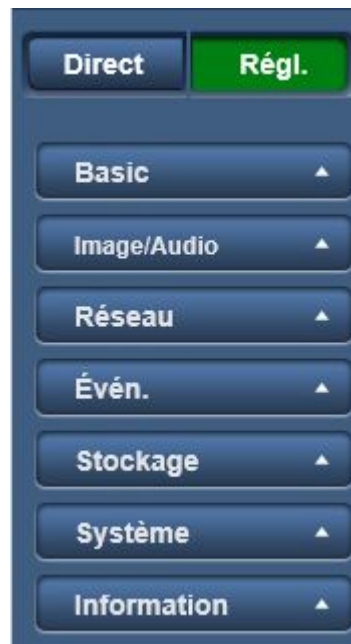 Direct Régl.
Basic
Image/Audio
Réseau
Évén.
Stockage
Système
Information